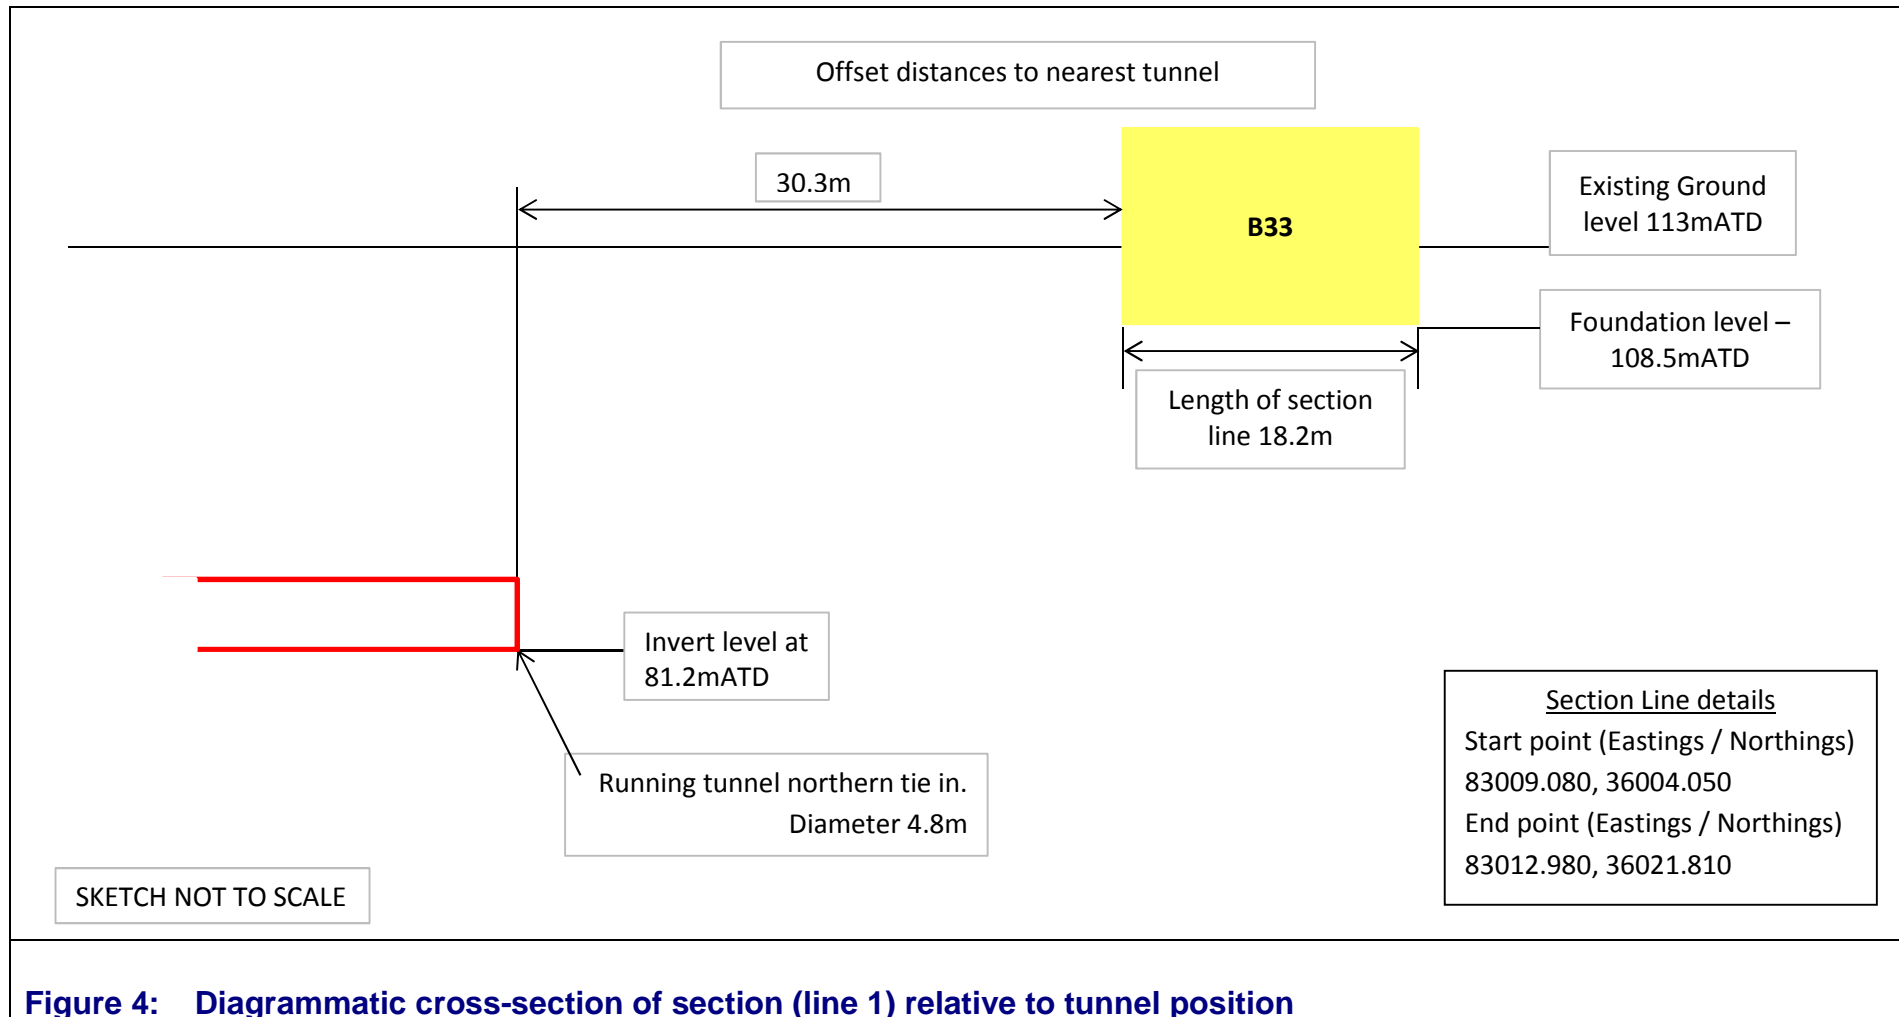 Offset distances to nearest tunnel
30.3m
B33
Existing Ground
level 113mATD
Foundation level –
108.5mATD
Length of section
line 18.2m
Invert level at
81.2mATD
Running tunnel northern tie in.
Diameter 4.8m
Section Line details
Start point (Eastings / Northings)
83009.080, 36004.050
End point (Eastings / Northings)
83012.980, 36021.810
SKETCH NOT TO SCALE
Figure 4: Diagrammatic cross-section of section (line 1) relative to tunnel position